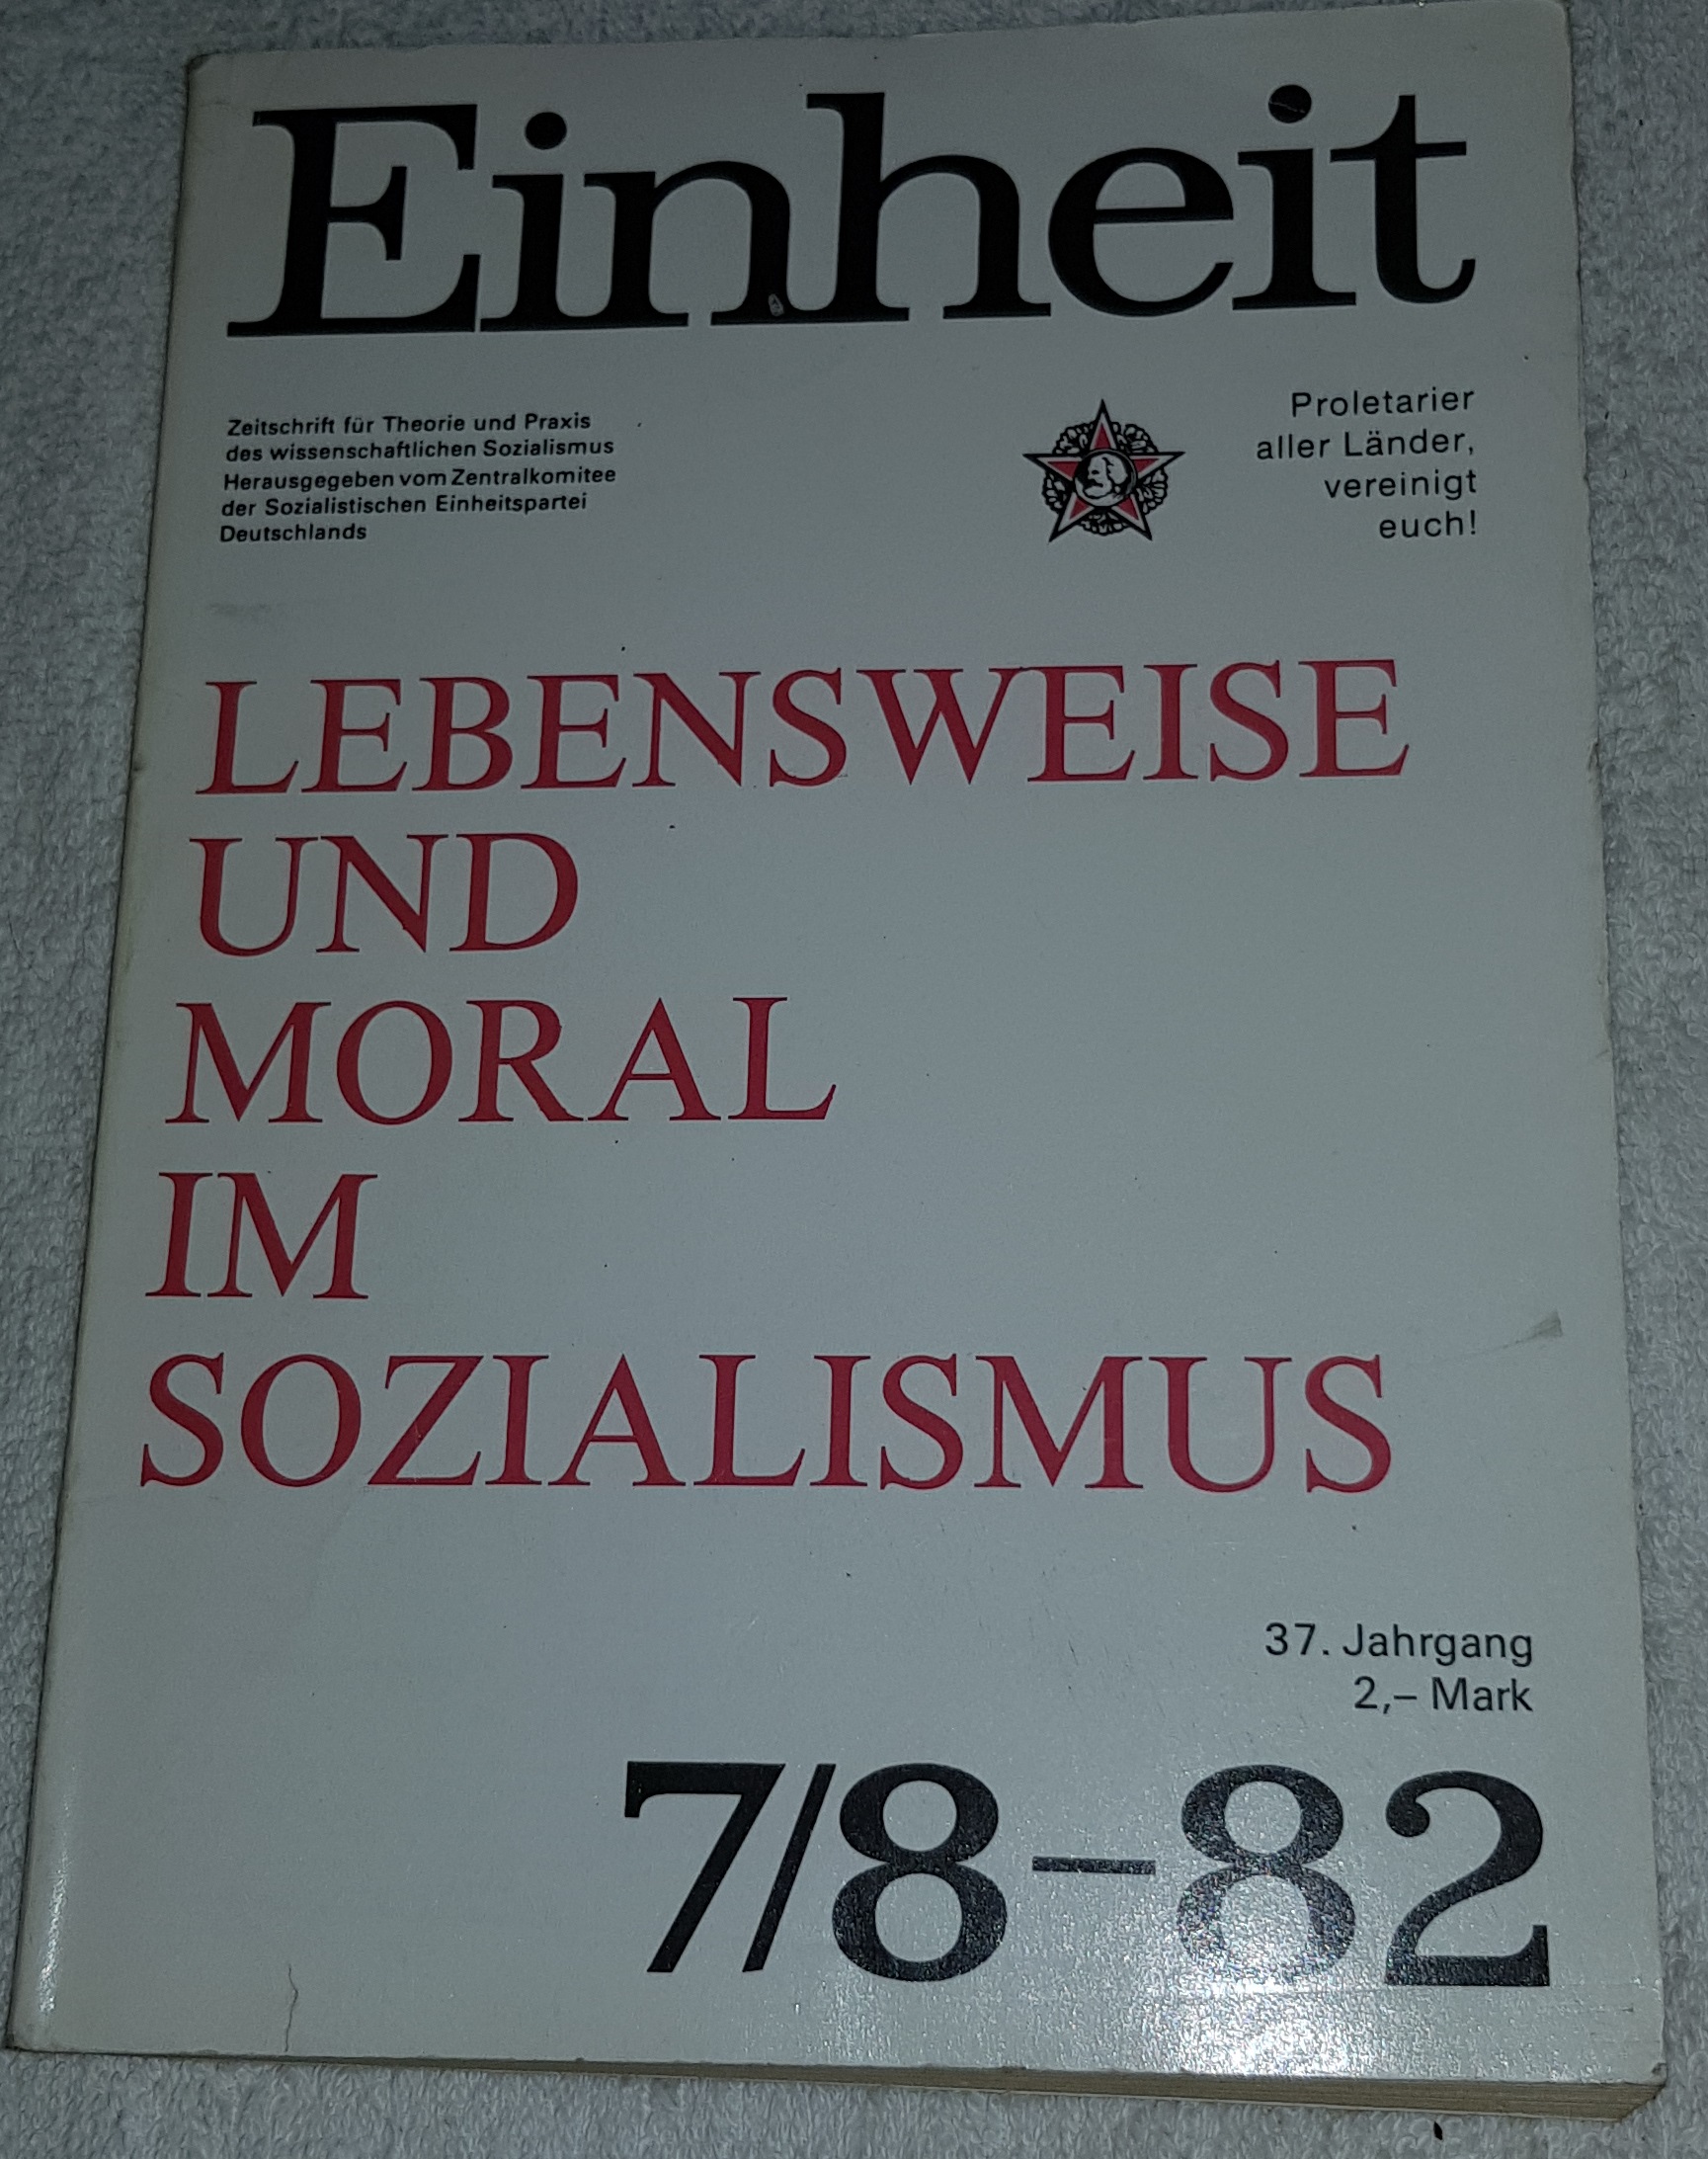 Einheit
Zeitschrift für Theorie und Praxis
des wissenschaftlichen Sozialismus
Herausgegeben vom Zentralkomitee
der Sozialistischen Einheitspartei
Deutschlands
Proletarier
aller Länder,
vereinigt
euch!
LEBENSWEISE
UND
MORAL
IM
SOZIALISMUS
37. Jahrgang
2,– Mark
7/8–82